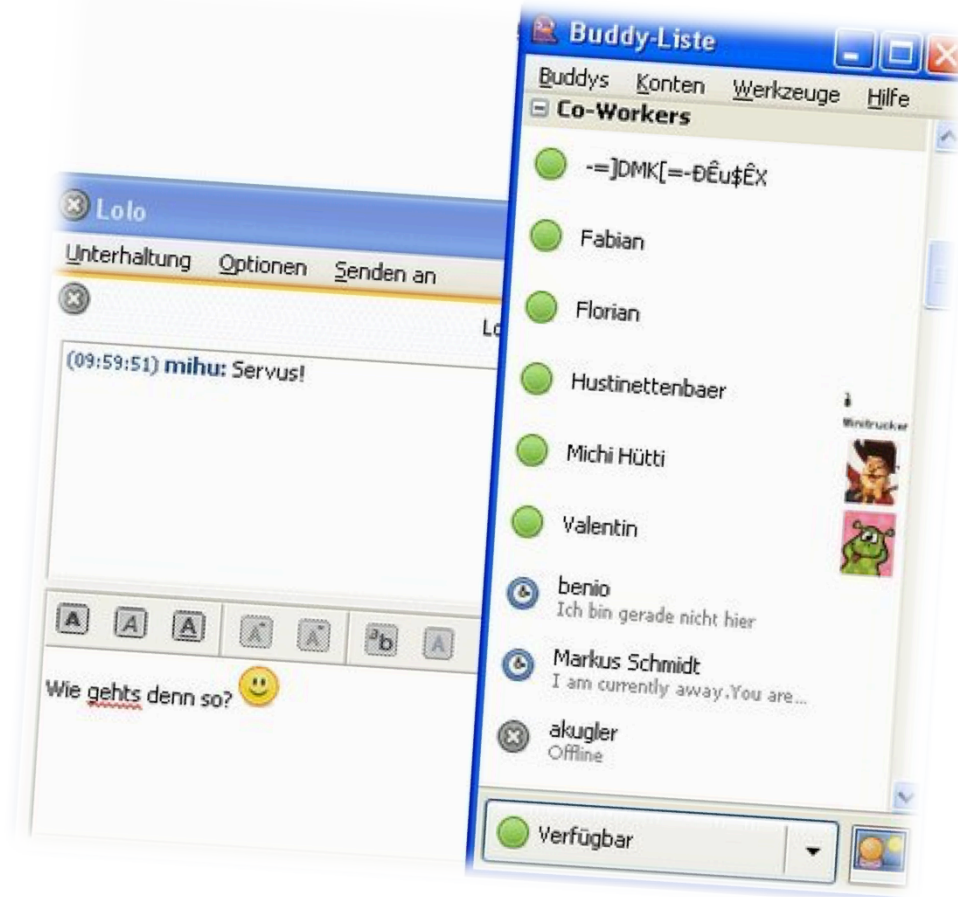 Lolo
Unterhaltung Optionen Senden an
(09:59:51) mihu: Servus!
Wie gehts denn so?
Buddy-Liste
Buddys Konten Werkzeuge Hilfe
Co-Workers
-=]DMK[=-ÐÊu$ÊX
Fabian
Florian
Hustinettenbaer
Michi Hütti
Valentin
benio
Ich bin gerade nicht hier
Markus Schmidt
I am currently away.You are...
akugler
Offline
Verfügbar